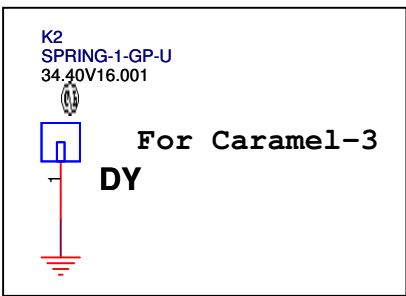 K2
SPRING-1-GP-U
34.40V16.001
For Caramel-3
1
DY